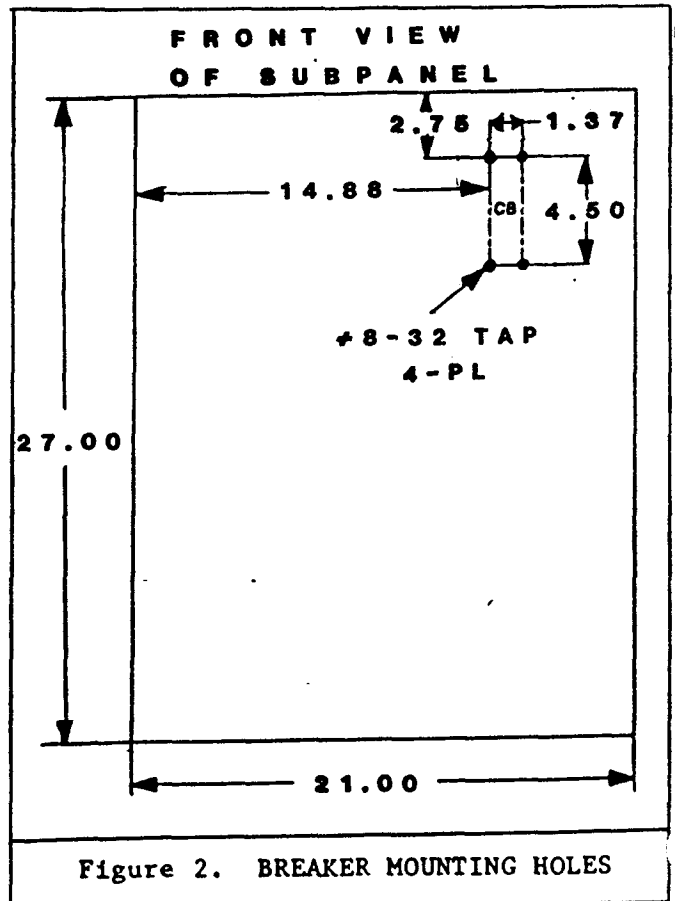 FRONT VIEW
OF SUBPANEL
2.75
1.37
14.88
CB
4.50
#8-32 TAP
4-PL
27.00
21.00
Figure 2. BREAKER MOUNTING HOLES